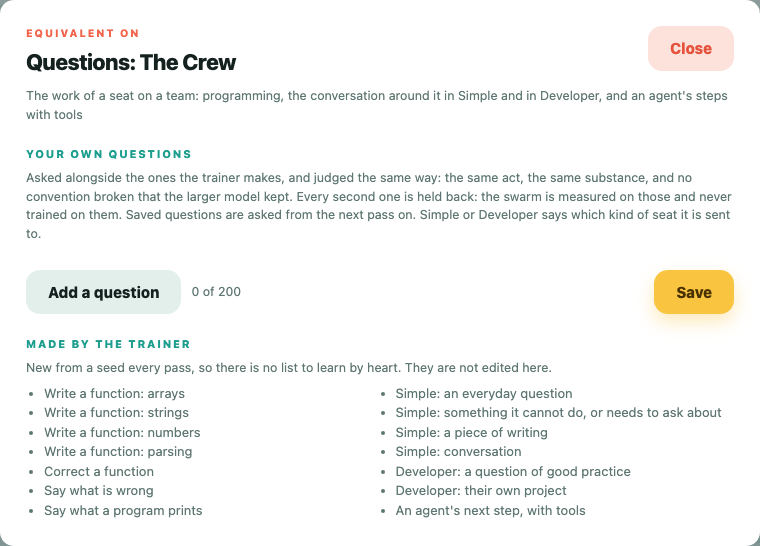 EQUIVALENT ON
Questions: The Crew
Close
The work of a seat on a team: programming, the conversation around it in Simple and in Developer, and an agent's steps
with tools
YOUR OWN QUESTIONS
Asked alongside the ones the trainer makes, and judged the same way: the same act, the same substance, and no
convention broken that the larger model kept. Every second one is held back: the swarm is measured on those and never
trained on them. Saved questions are asked from the next pass on. Simple or Developer says which kind of seat it is sent
to.
Add a question
0 of 200
Save
MADE BY THE TRAINER
New from a seed every pass, so there is no list to learn by heart. They are not edited here.
• Write a function: arrays
• Write a function: strings
• Write a function: numbers
• Write a function: parsing
• Correct a function
• Say what is wrong
• Say what a program prints
• Simple: an everyday question
• Simple: something it cannot do, or needs to ask about
• Simple: a piece of writing
• Simple: conversation
• Developer: a question of good practice
• Developer: their own project
• An agent's next step, with tools